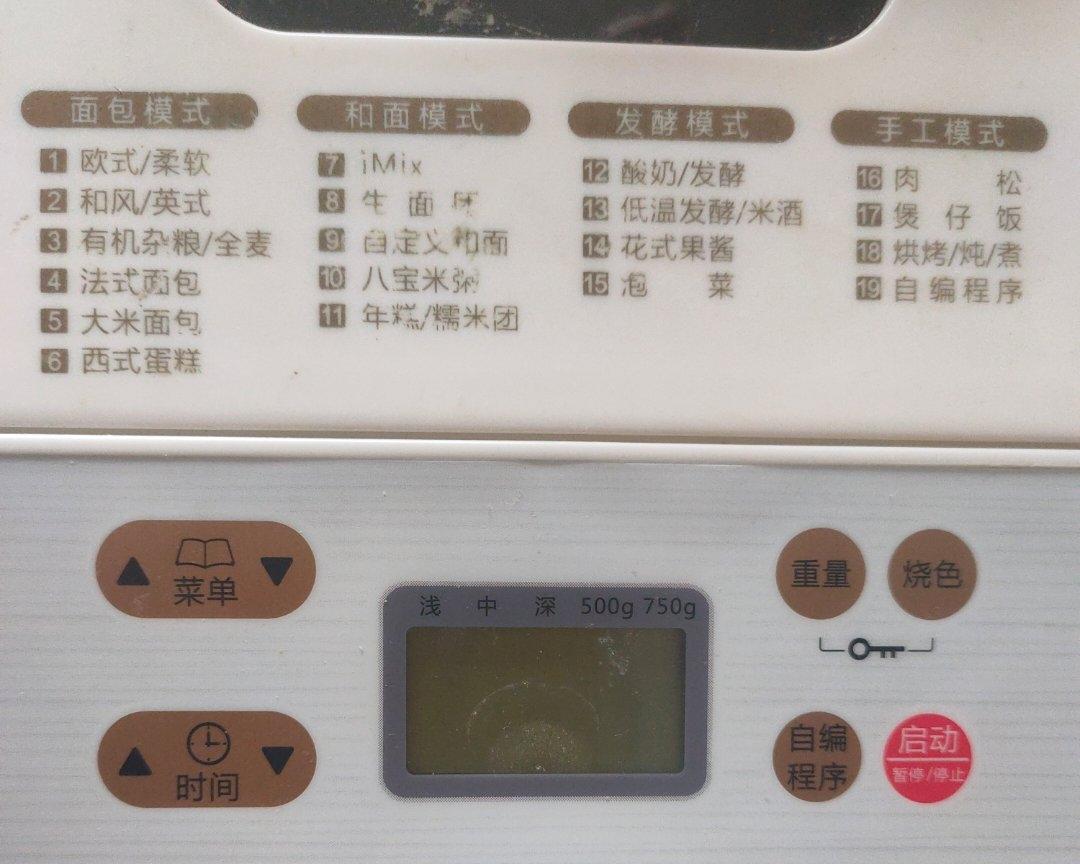 面包模式
1 欧式/柔软
2 和风/英式
3 有机杂粮/全麦
4 法式面包
5 大米面包
6 西式蛋糕
和面模式
7 iMix
8 生面团
9 自定义和面
10 八宝米粥
11 年糕/糯米团
发酵模式
12 酸奶/发酵
13 低温发酵/米酒
14 花式果酱
15 泡菜
手工模式
16 肉松
17 煲仔饭
18 烘烤/炖/煮
19 自编程序
菜单
时间
浅 中 深 500g 750g
重量
烧色
自编
程序
启动
暂停/停止